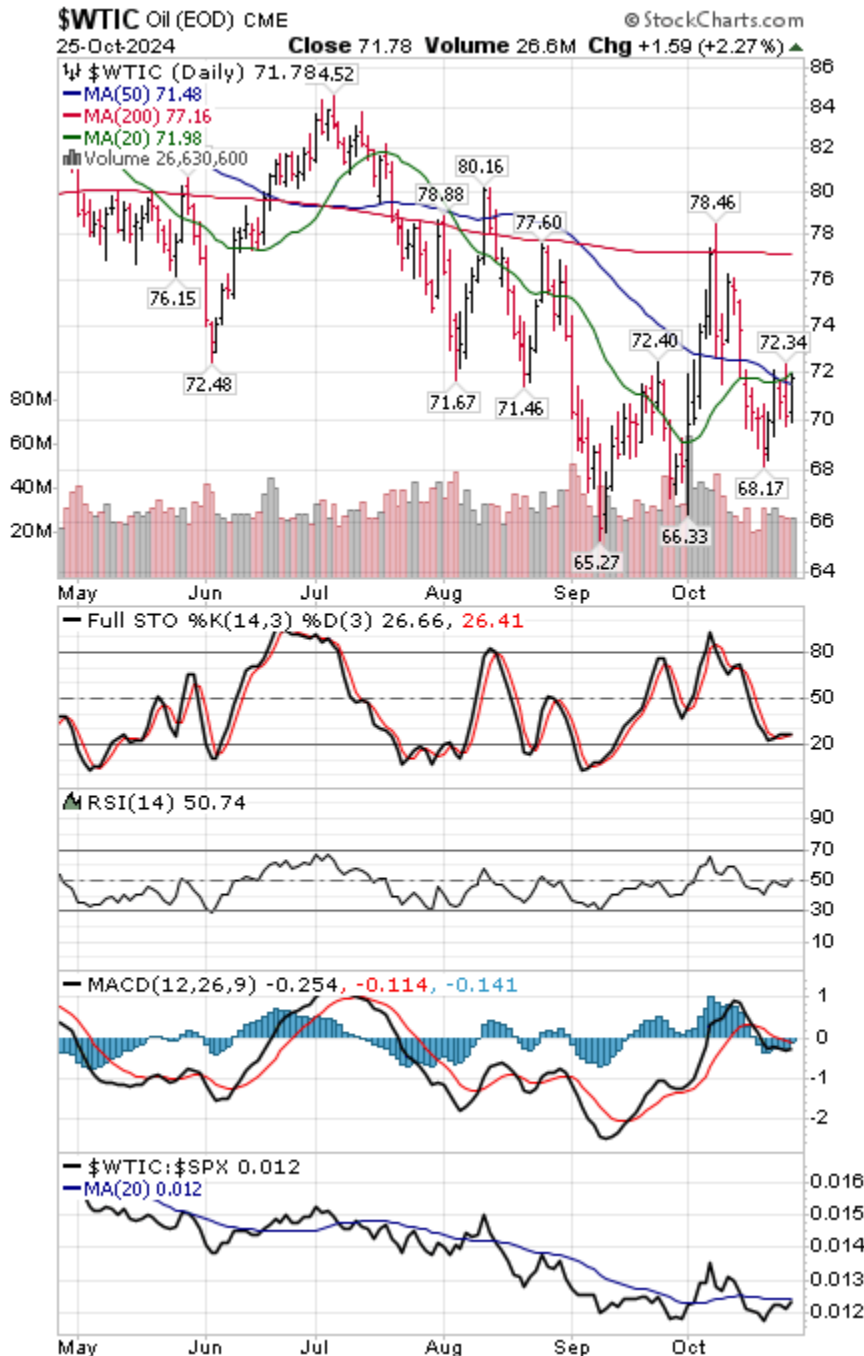 $WTIC Oil (EOD) CME © StockCharts.com
25-Oct-2024 Close 71.78 Volume 26.6M Chg +1.59 (+2.27%)
$WTIC (Daily) 71.784.52
MA(50) 71.48
MA(200) 77.16
MA(20) 71.98
Volume 26,630,600
86
84
82
80
78
76
74
72
70
68
66
64
80M
60M
40M
20M
80.16
78.88
78.46
77.60
76.15
72.48
72.40
72.34
71.67
71.46
68.17
66.33
65.27
May Jun Jul Aug Sep Oct
Full STO %K(14,3) %D(3) 26.66, 26.41
80
50
20
RSI(14) 50.74
90
70
50
30
10
MACD(12,26,9) -0.254, -0.114, -0.141
1
0
-1
-2
$WTIC:$SPX 0.012
MA(20) 0.012
0.016
0.015
0.014
0.013
0.012
May Jun Jul Aug Sep Oct